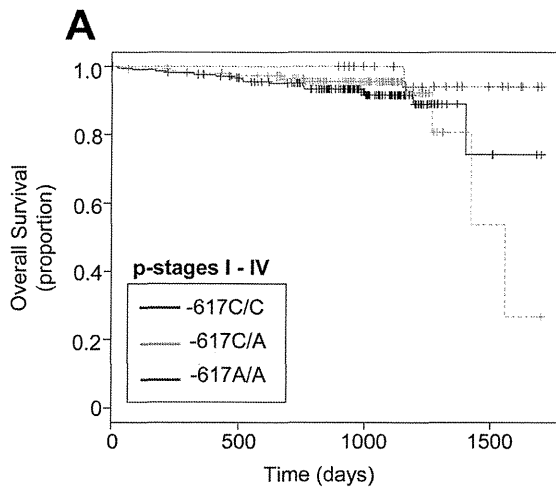 A
Overall Survival
(proportion)
1.0
0.8
0.6
0.4
0.2
0
p-stages I - IV
-617C/C
-617C/A
-617A/A
0 500 1000 1500
Time (days)